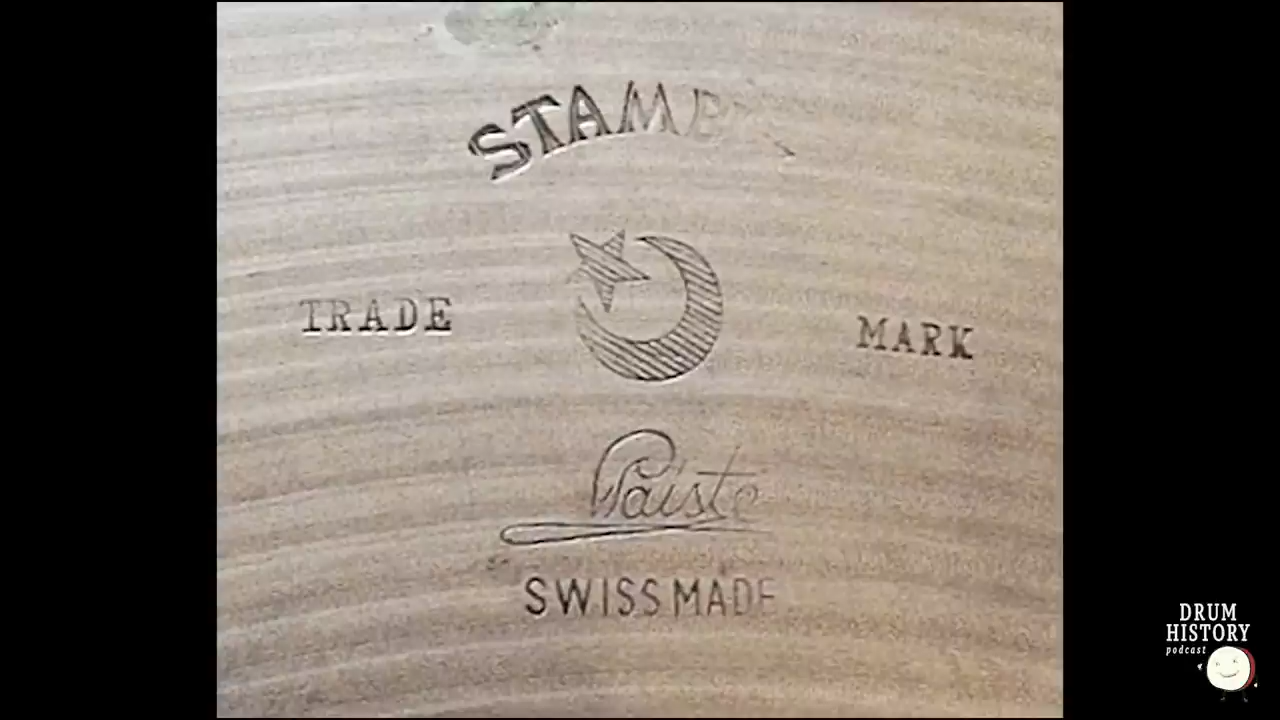 STAMB
TRADE MARK
Paiste
SWISS MADE
DRUM
HISTORY
podcast